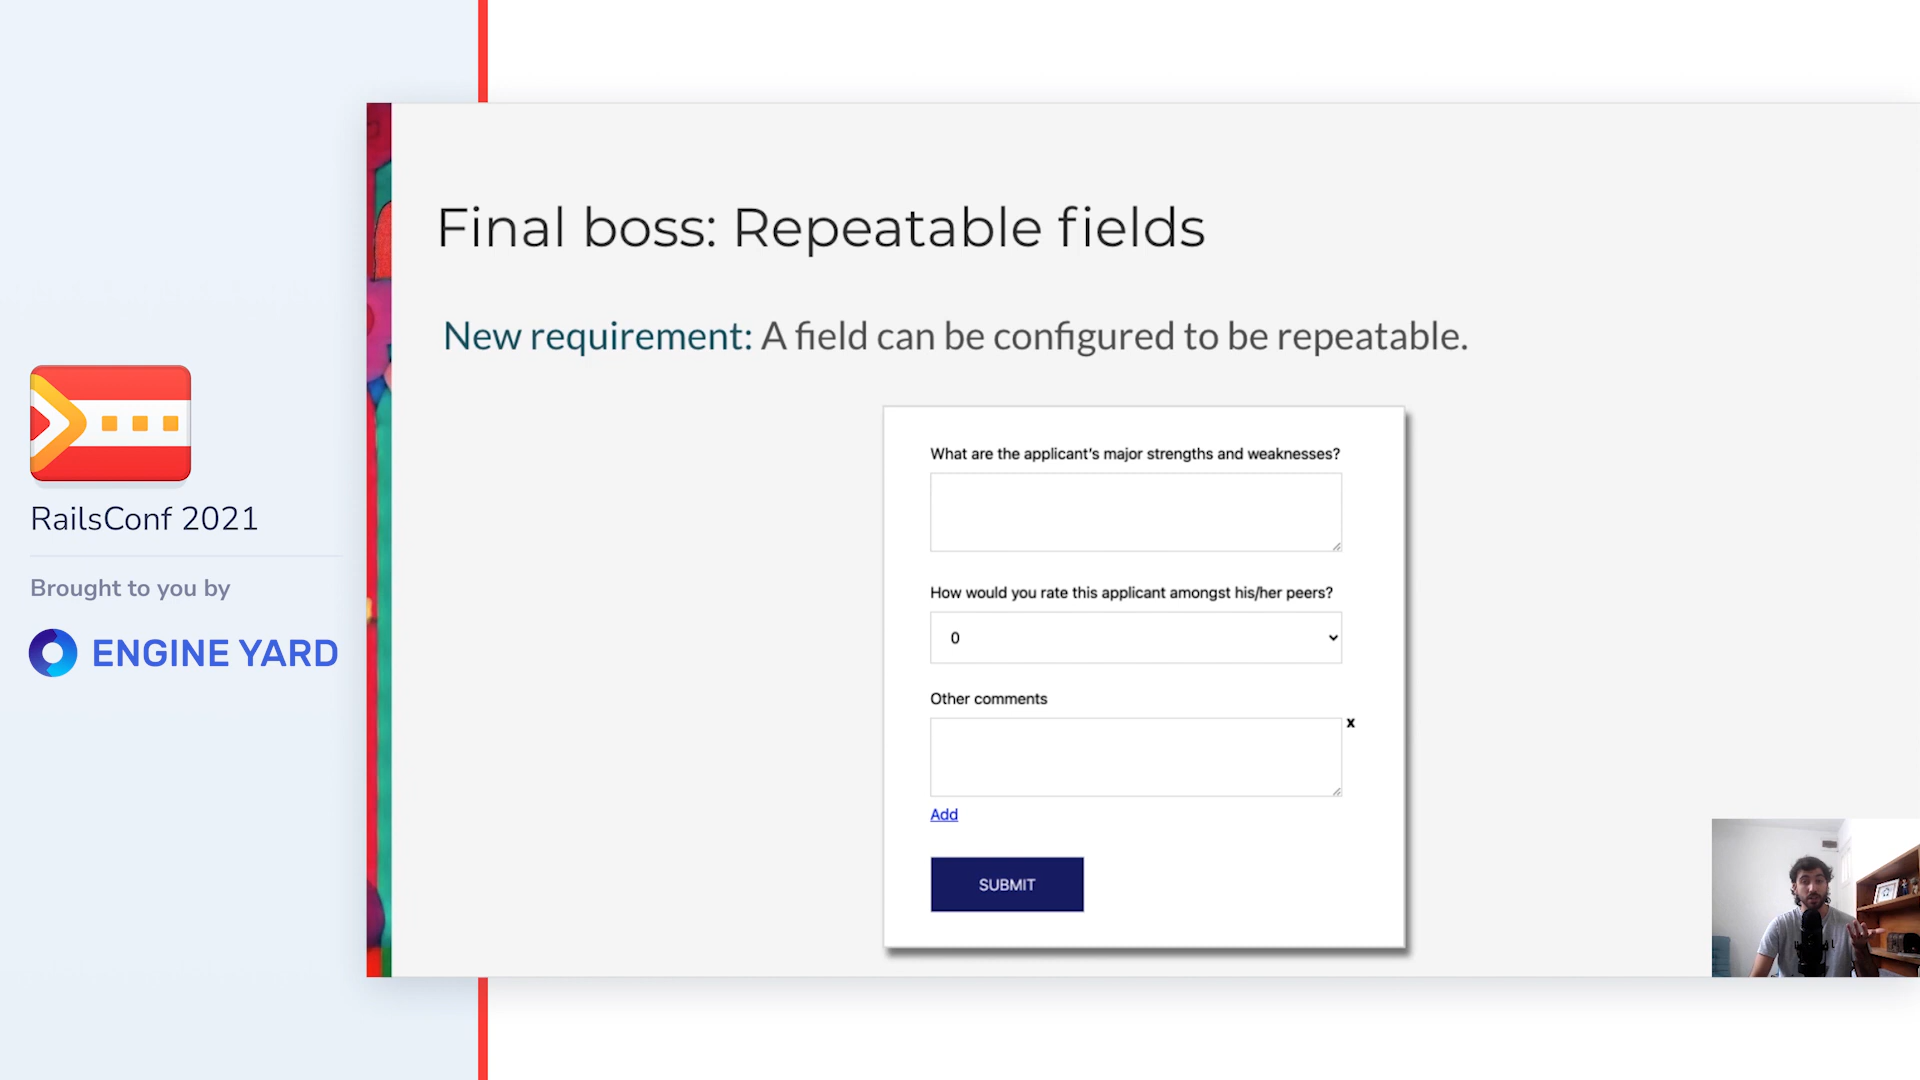 Final boss: Repeatable fields
New requirement: A field can be configured to be repeatable.
What are the applicant's major strengths and weaknesses?
How would you rate this applicant amongst his/her peers?
0
Other comments
x
Add
SUBMIT
RailsConf 2021
Brought to you by
ENGINE YARD